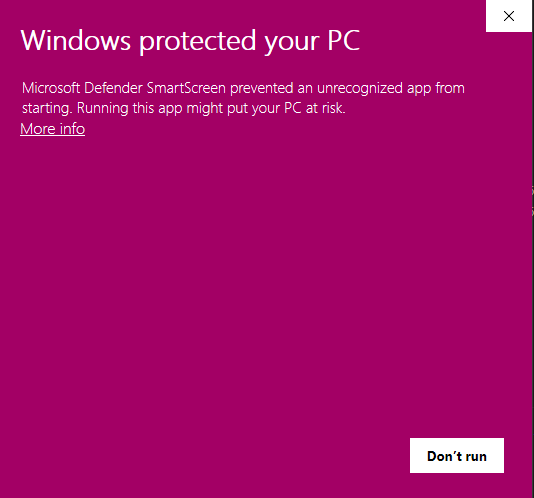 Windows protected your PC
Microsoft Defender SmartScreen prevented an unrecognized app from
starting. Running this app might put your PC at risk.
More info
Don't run